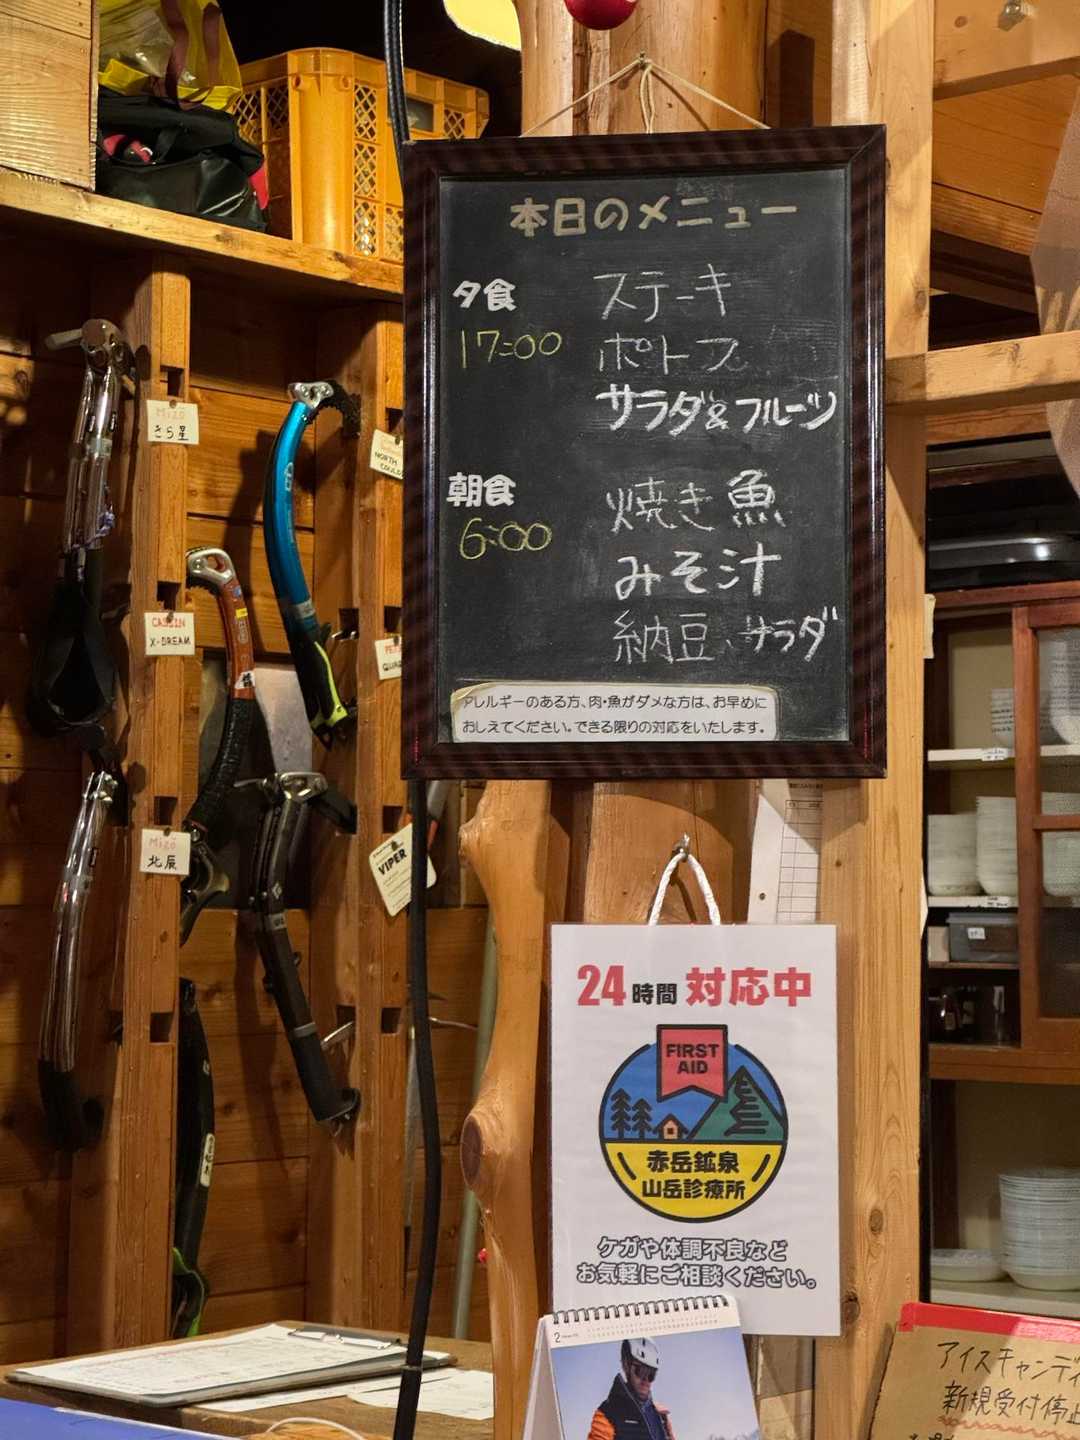 本日のメニュー
夕食
17:00
ステーキ
ポトフ
サラダ&フルーツ
朝食
6:00
焼き魚
みそ汁
納豆、サラダ
アレルギーのある方、肉・魚がダメな方は、お早めに
おしえてください。できる限りの対応をいたします。
Mizo
きら星
NORTH
CASSIN
X-DREAM
Mizo
北辰
VIPER
24時間 対応中
FIRST
AID
赤岳鉱泉
山岳診療所
ケガや体調不良など
お気軽にご相談ください。
2
アイスキャンディ
新規受付停止